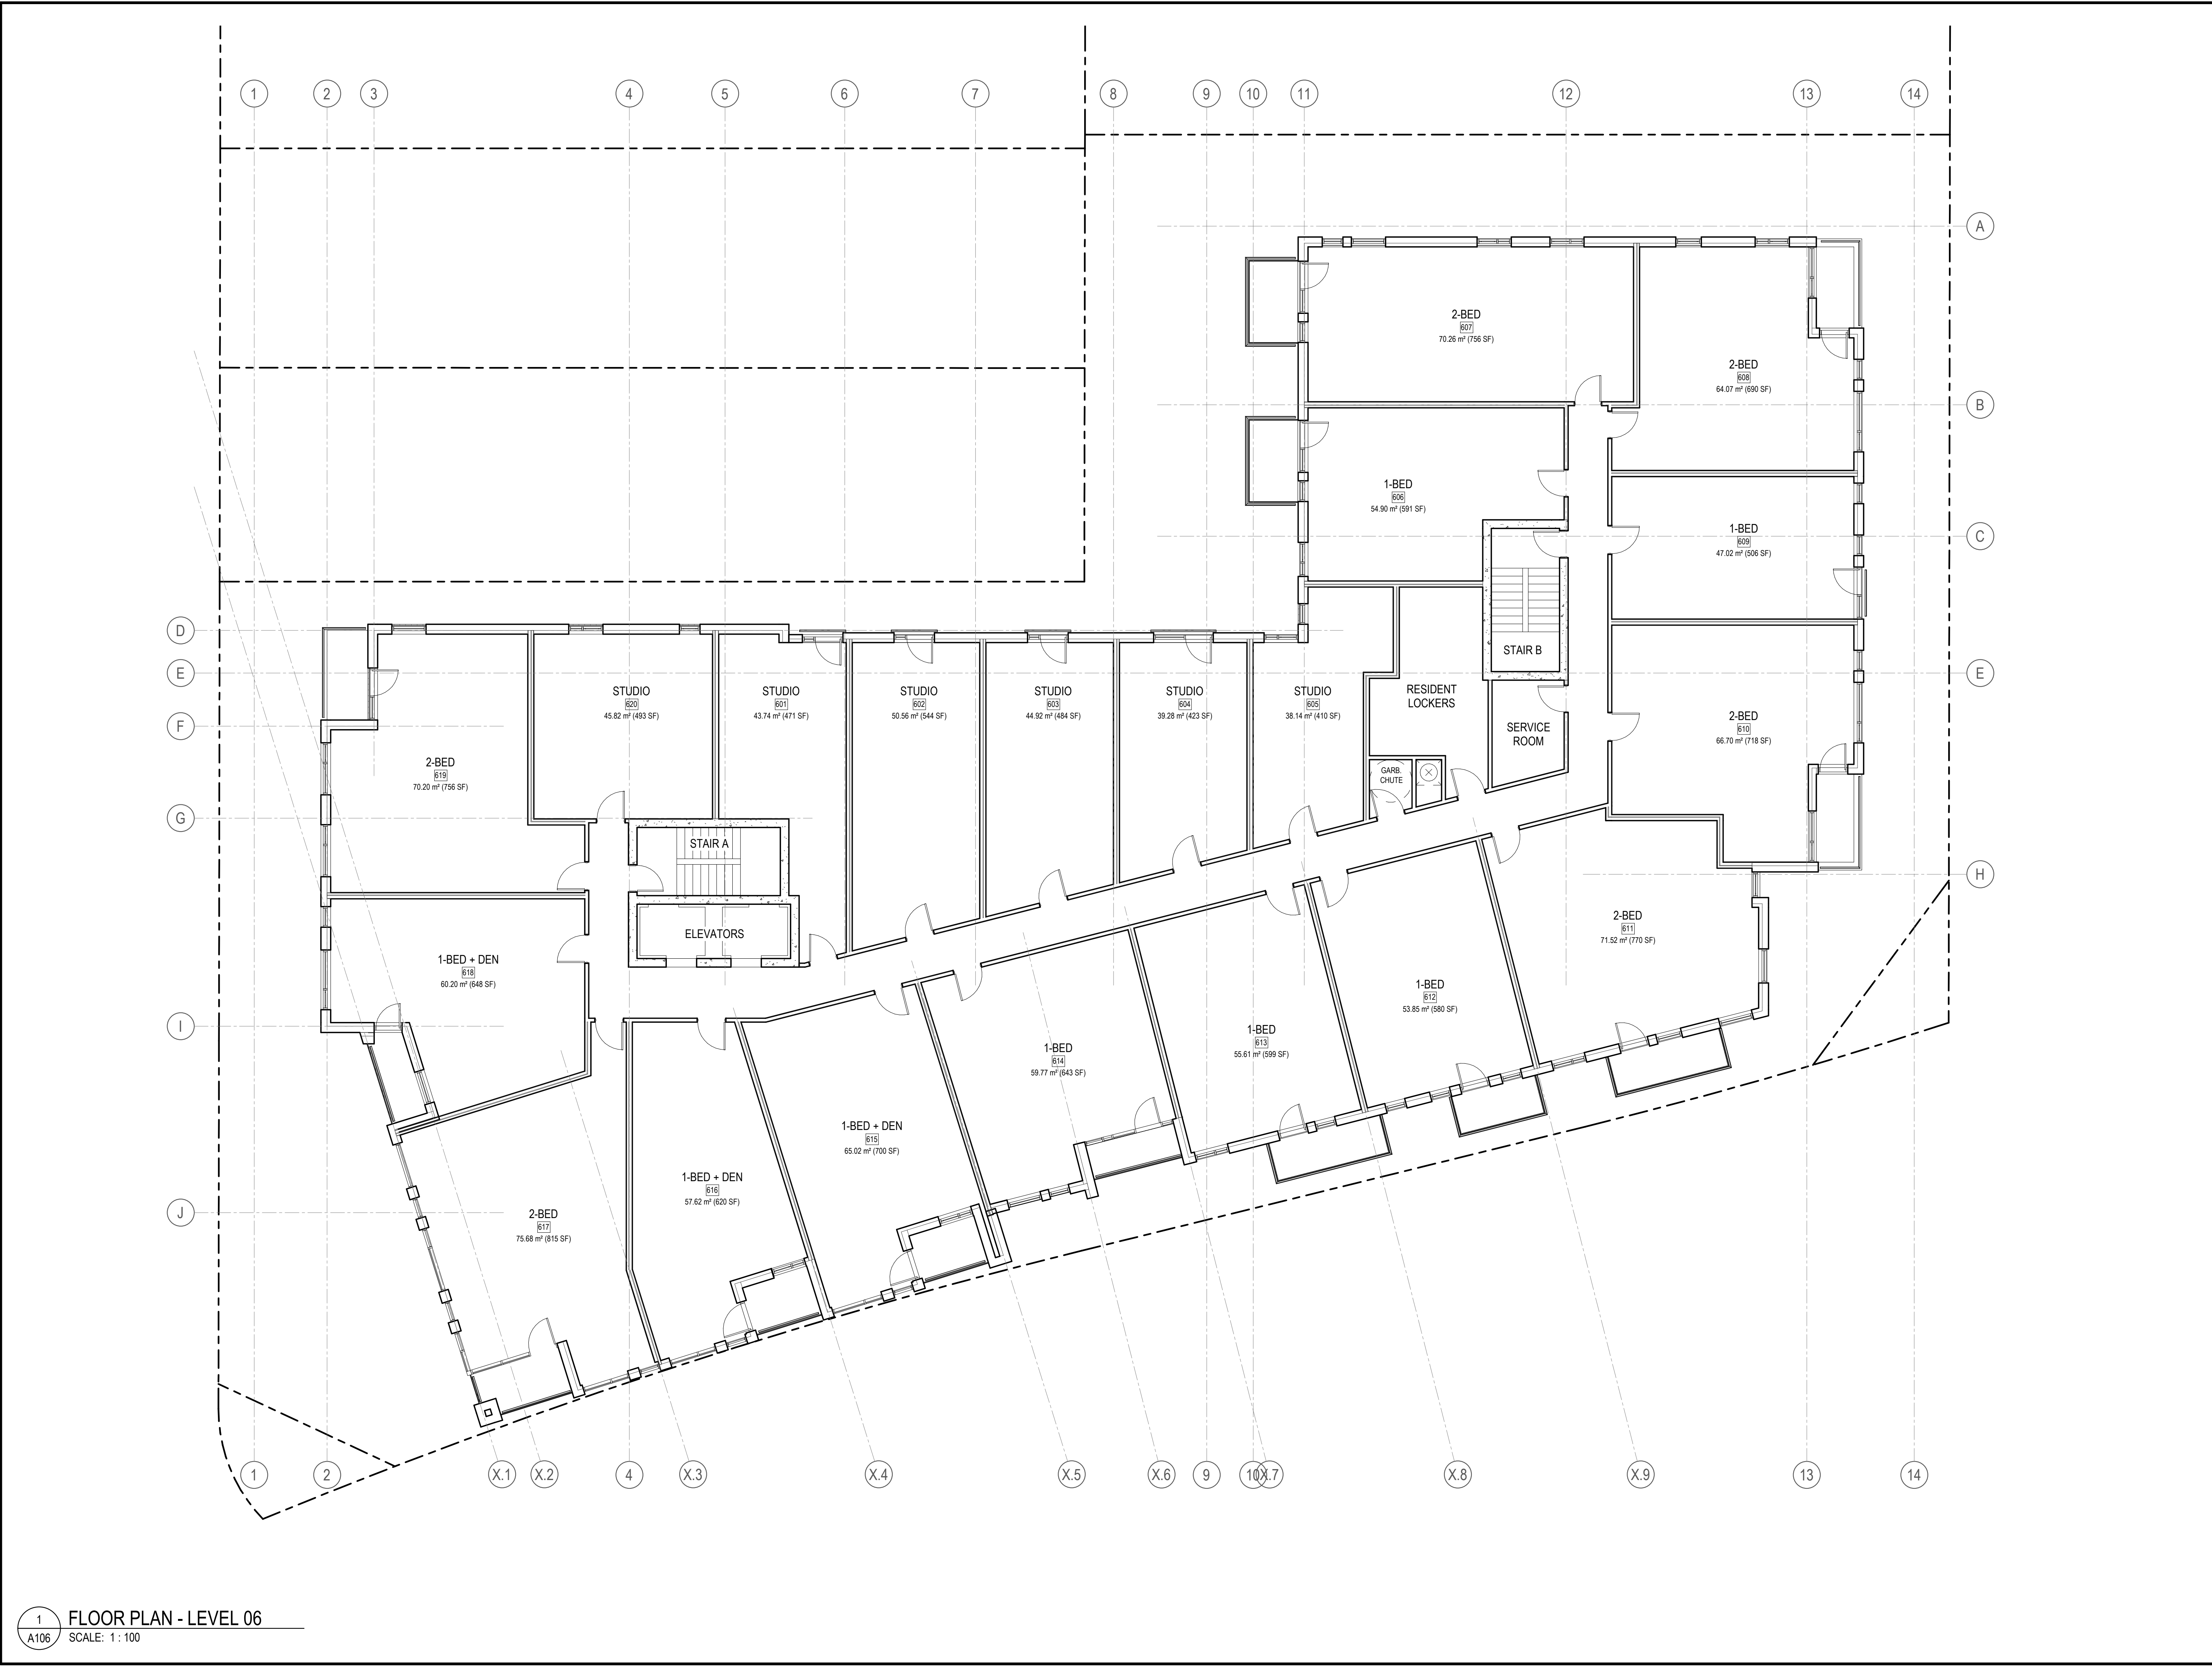 1 2 3 4 5 6 7 8 9 10 11 12 13 14
A
2-BED
607
70.26 m² (756 SF)
2-BED
608
64.07 m² (690 SF)
B
1-BED
606
54.90 m² (591 SF)
1-BED
609
47.02 m² (506 SF)
C
D
E
STAIR B
E
STUDIO
620
45.82 m² (493 SF)
STUDIO
601
43.74 m² (471 SF)
STUDIO
602
50.56 m² (544 SF)
STUDIO
603
44.92 m² (484 SF)
STUDIO
604
39.28 m² (423 SF)
STUDIO
605
38.14 m² (410 SF)
RESIDENT
LOCKERS
SERVICE
ROOM
2-BED
610
66.70 m² (718 SF)
F
2-BED
619
70.20 m² (756 SF)
GARB.
CHUTE
G
STAIR A
H
ELEVATORS
2-BED
611
71.52 m² (770 SF)
1-BED + DEN
618
60.20 m² (648 SF)
1-BED
612
53.85 m² (580 SF)
I
1-BED
613
55.61 m² (599 SF)
1-BED
614
59.77 m² (643 SF)
1-BED + DEN
615
65.02 m² (700 SF)
1-BED + DEN
616
57.62 m² (620 SF)
J
2-BED
617
75.68 m² (815 SF)
1 2 X.1 X.2 4 X.3 X.4 X.5 X.6 9 10 X.7 X.8 X.9 13 14
1
A106
FLOOR PLAN - LEVEL 06
SCALE: 1 : 100